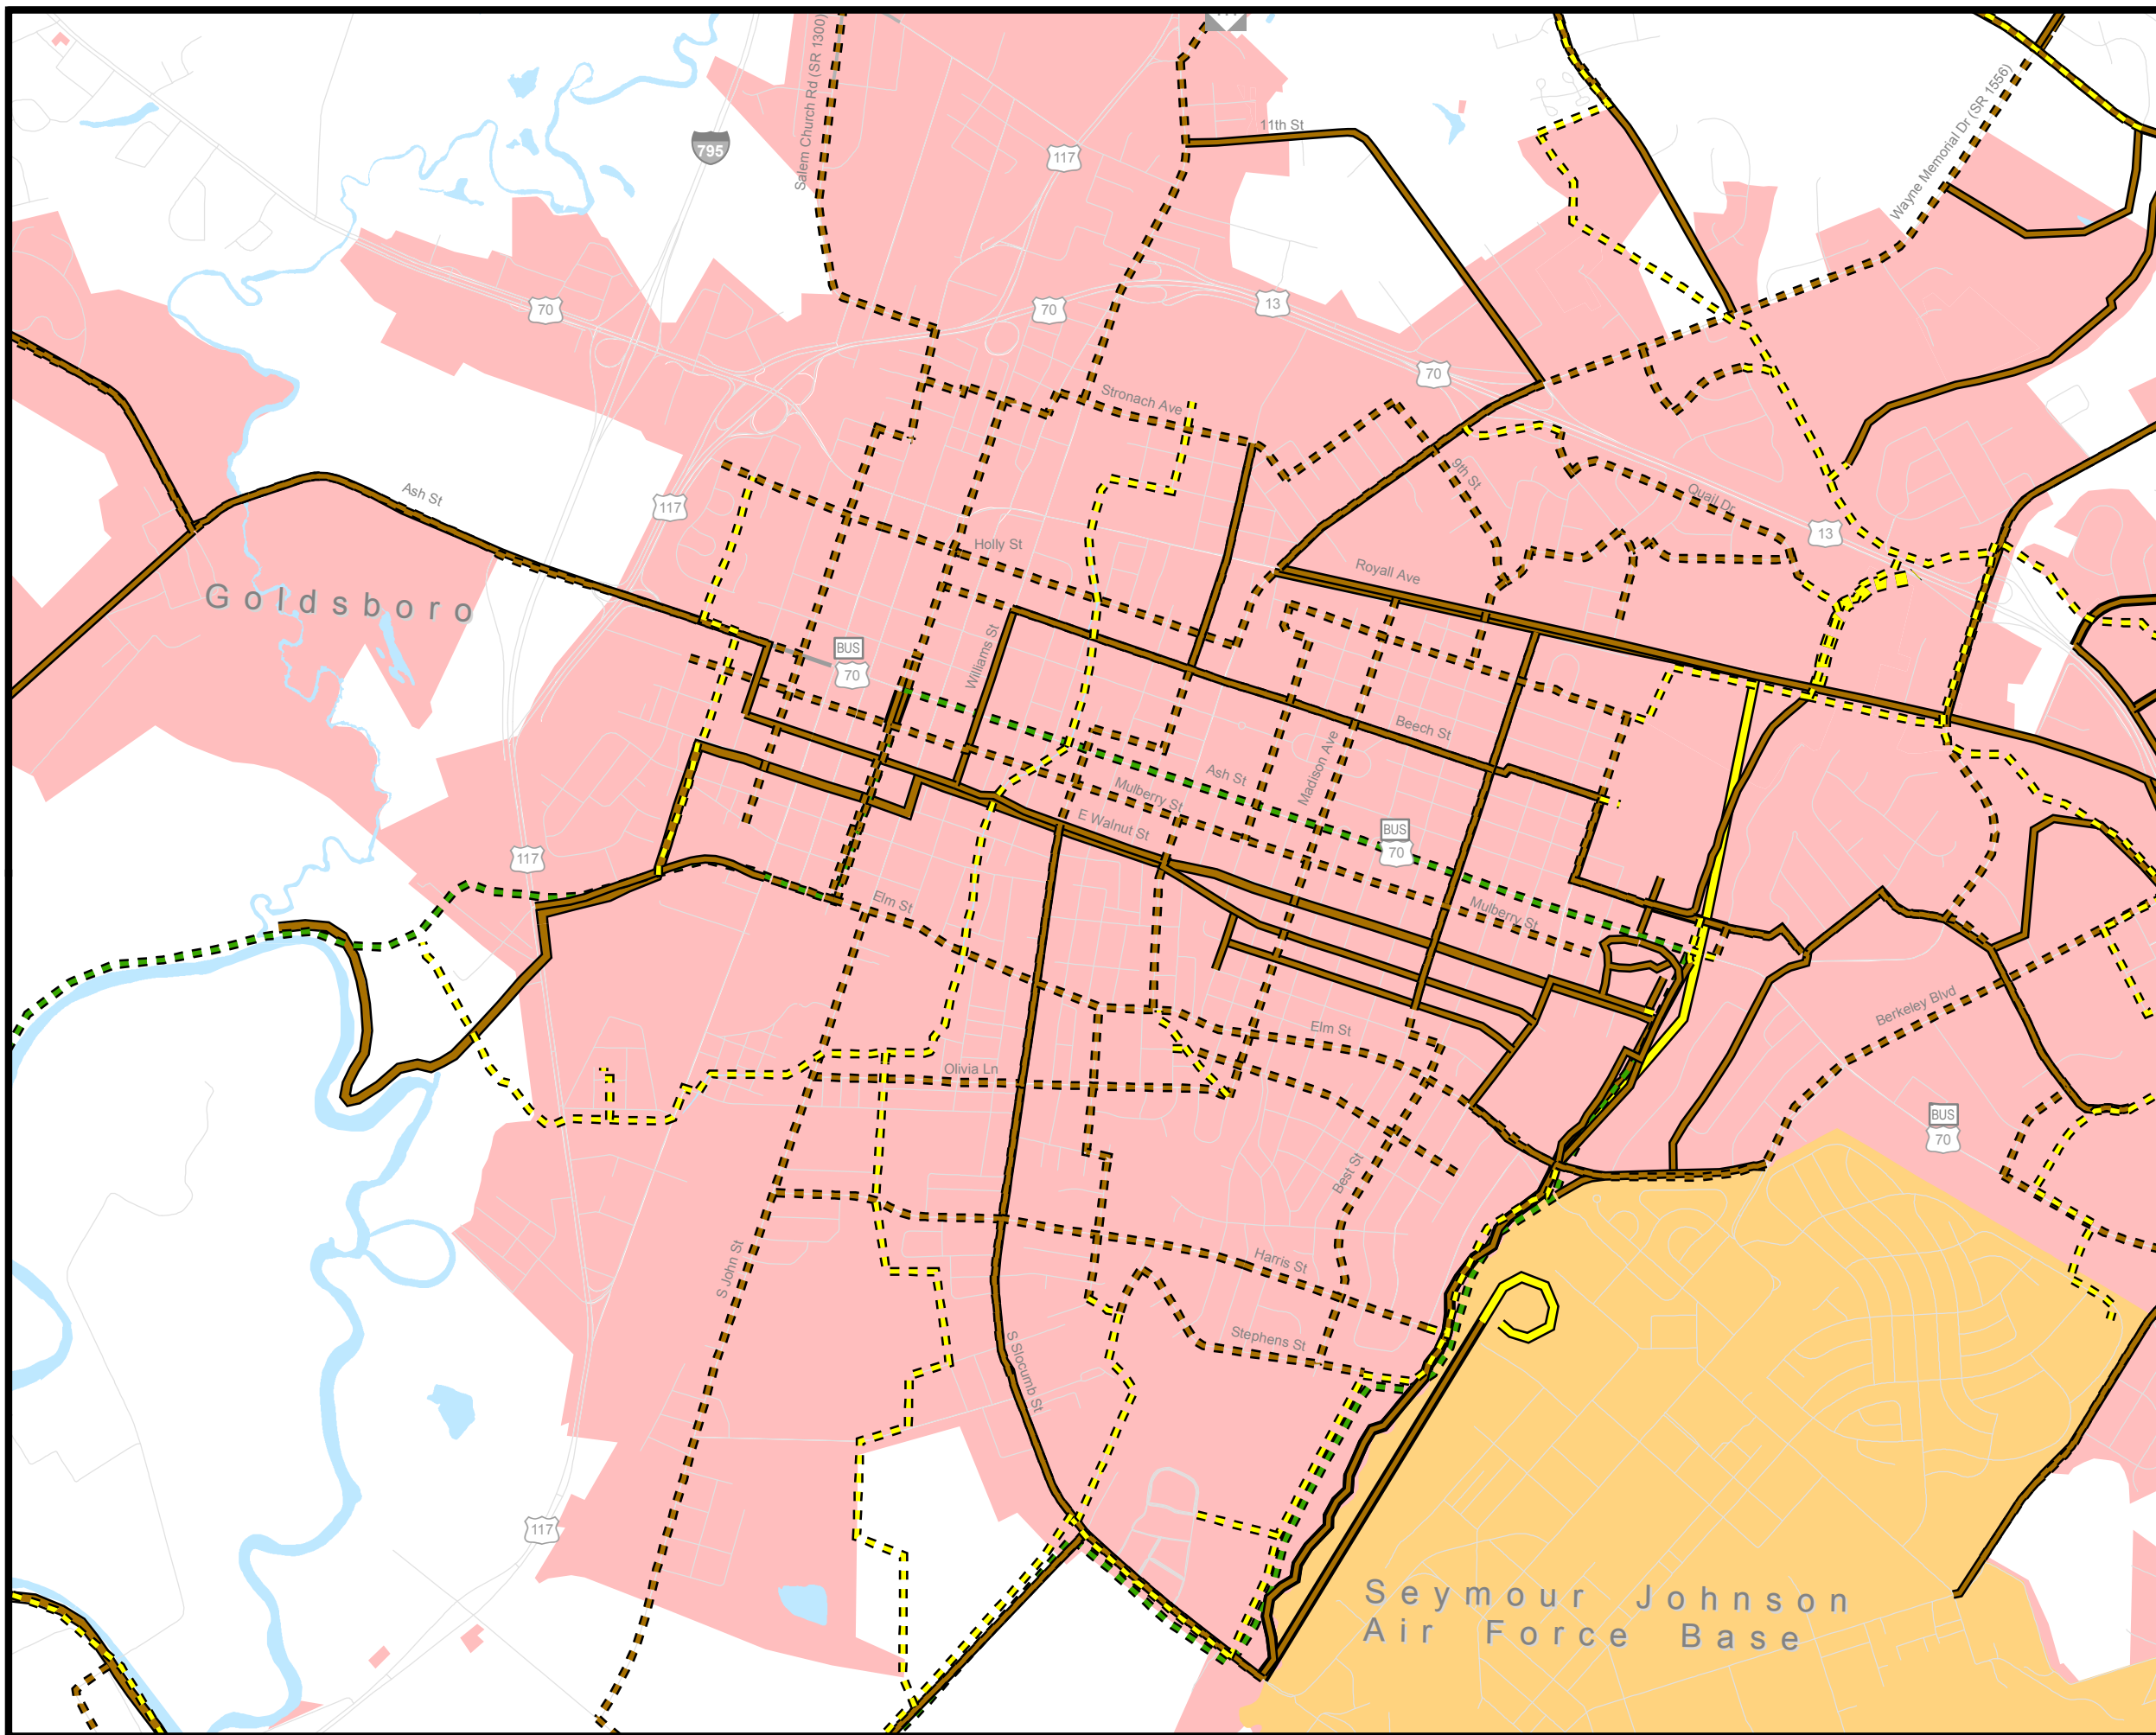 Salem Church Rd (SR 1300)
11th St
117
795
Wayne Memorial Dr (SR 1556)
70
70
13
70
Stronach Ave
9th St
Quail Dr
Ash St
117
13
Holly St
Royall Ave
Goldsboro
Williams St
BUS
70
Beech St
Madison Ave
Ash St
Mulberry St
E Walnut St
BUS
70
117
Elm St
Mulberry St
Berkeley Blvd
Elm St
Olivia Ln
BUS
70
Best St
S John St
Harris St
Stephens St
S Slocumb St
117
Seymour Johnson
Air Force Base